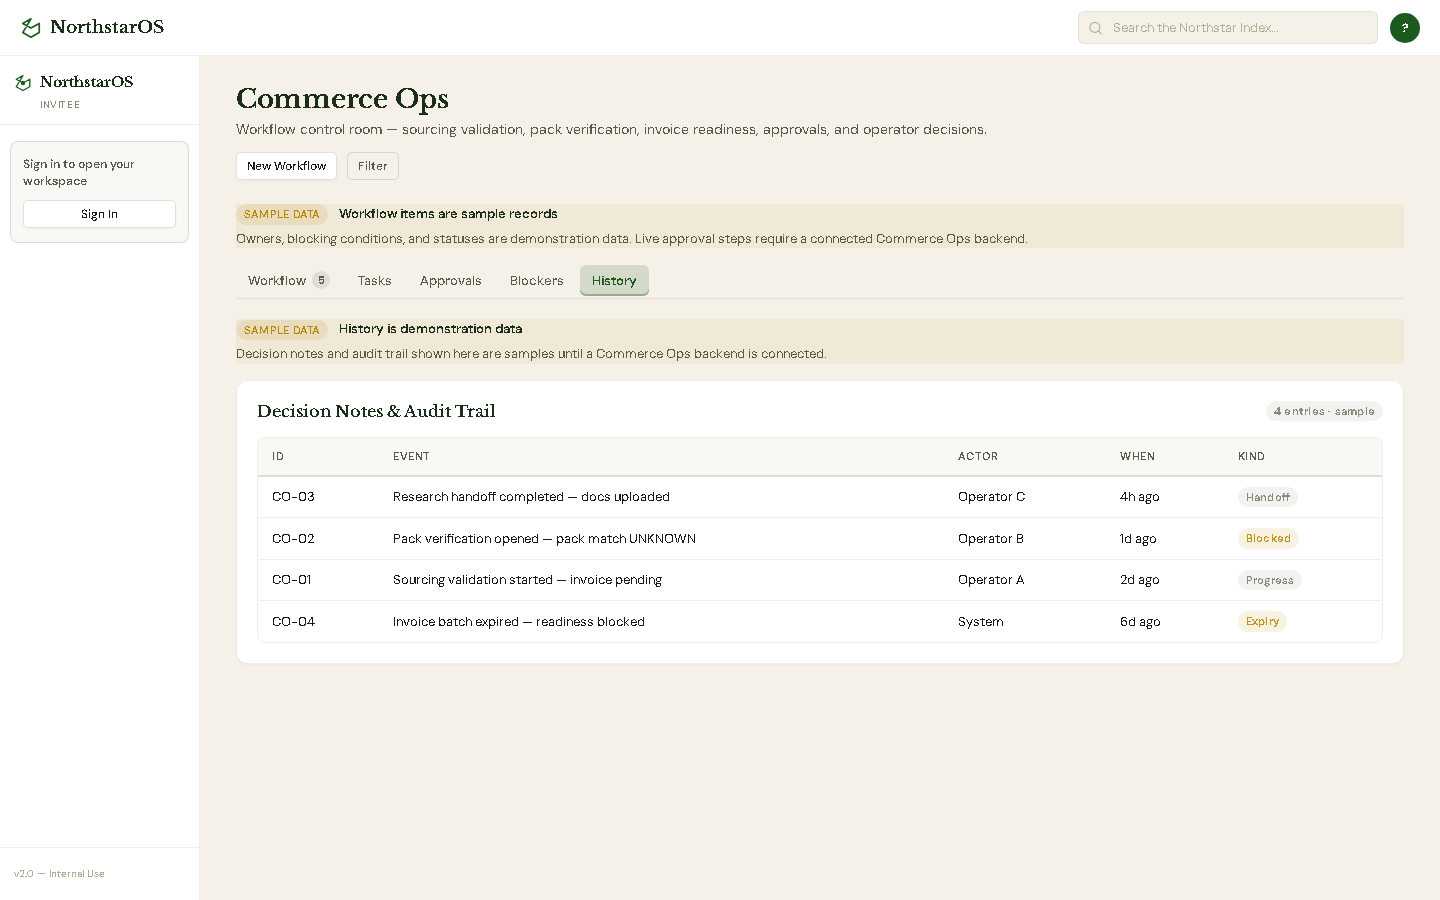 NorthstarOS
Search the Northstar Index...
?
NorthstarOS
INVITEE
Sign in to open your
workspace
Sign In
v2.0 — Internal Use
Commerce Ops
Workflow control room — sourcing validation, pack verification, invoice readiness, approvals, and operator decisions.
New Workflow Filter
SAMPLE DATA Workflow items are sample records
Owners, blocking conditions, and statuses are demonstration data. Live approval steps require a connected Commerce Ops backend.
Workflow 5 Tasks Approvals Blockers History
SAMPLE DATA History is demonstration data
Decision notes and audit trail shown here are samples until a Commerce Ops backend is connected.
Decision Notes & Audit Trail 4 entries · sample
ID EVENT ACTOR WHEN KIND
CO-03 Research handoff completed — docs uploaded Operator C 4h ago Handoff
CO-02 Pack verification opened — pack match UNKNOWN Operator B 1d ago Blocked
CO-01 Sourcing validation started — invoice pending Operator A 2d ago Progress
CO-04 Invoice batch expired — readiness blocked System 6d ago Expiry